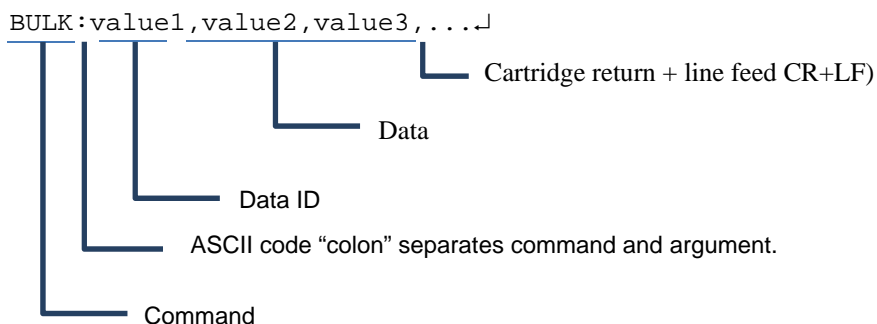 BULK:value1,value2,value3,...↵
Cartridge return + line feed CR+LF)
Data
Data ID
ASCII code “colon” separates command and argument.
Command